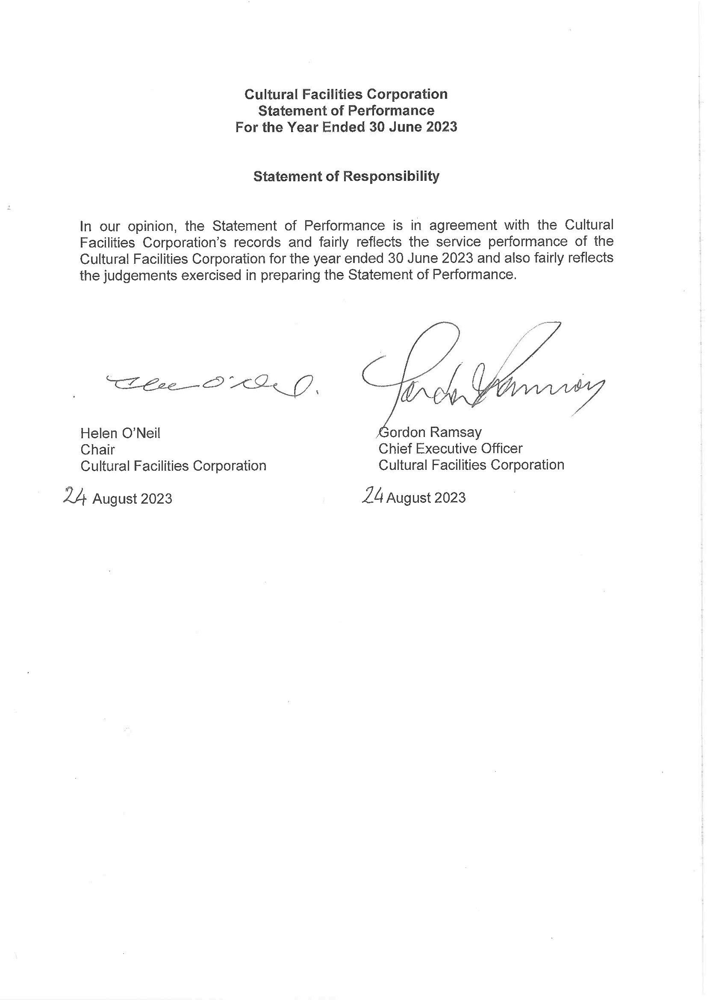 Cultural Facilities Corporation
Statement of Performance
For the Year Ended 30 June 2023
Statement of Responsibility
In our opinion, the Statement of Performance is in agreement with the Cultural
Facilities Corporation's records and fairly reflects the service performance of the
Cultural Facilities Corporation for the year ended 30 June 2023 and also fairly reflects
the judgements exercised in preparing the Statement of Performance.
Helen O'Neil
Chair
Cultural Facilities Corporation
24 August 2023
Gordon Ramsay
Gordon Ramsay
Chief Executive Officer
Cultural Facilities Corporation
24 August 2023